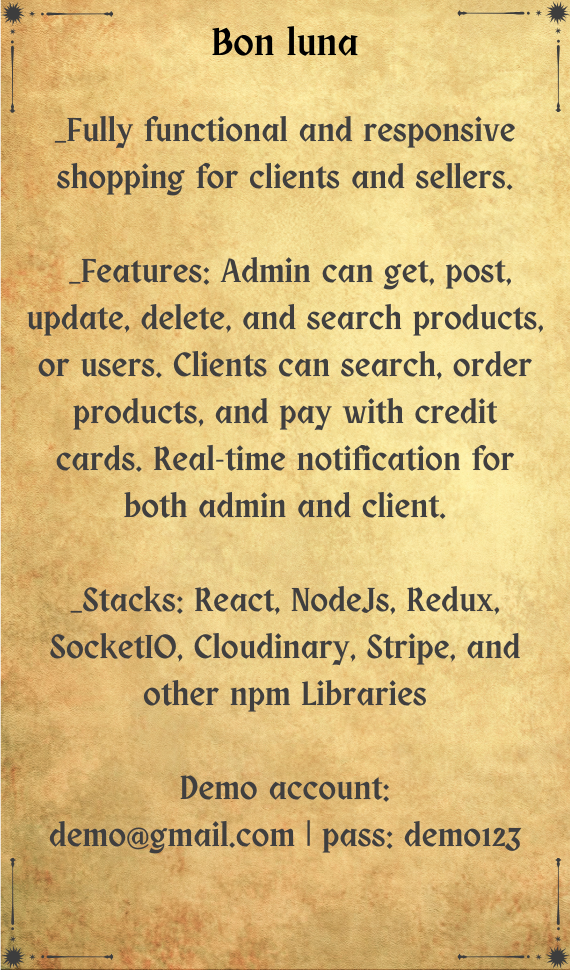 Bon luna
_Fully functional and responsive
shopping for clients and sellers.
_Features: Admin can get, post,
update, delete, and search products,
or users. Clients can search, order
products, and pay with credit
cards. Real-time notification for
both admin and client.
_Stacks: React, NodeJs, Redux,
SocketIO, Cloudinary, Stripe, and
other npm Libraries
Demo account:
demo@gmail.com | pass: demo123